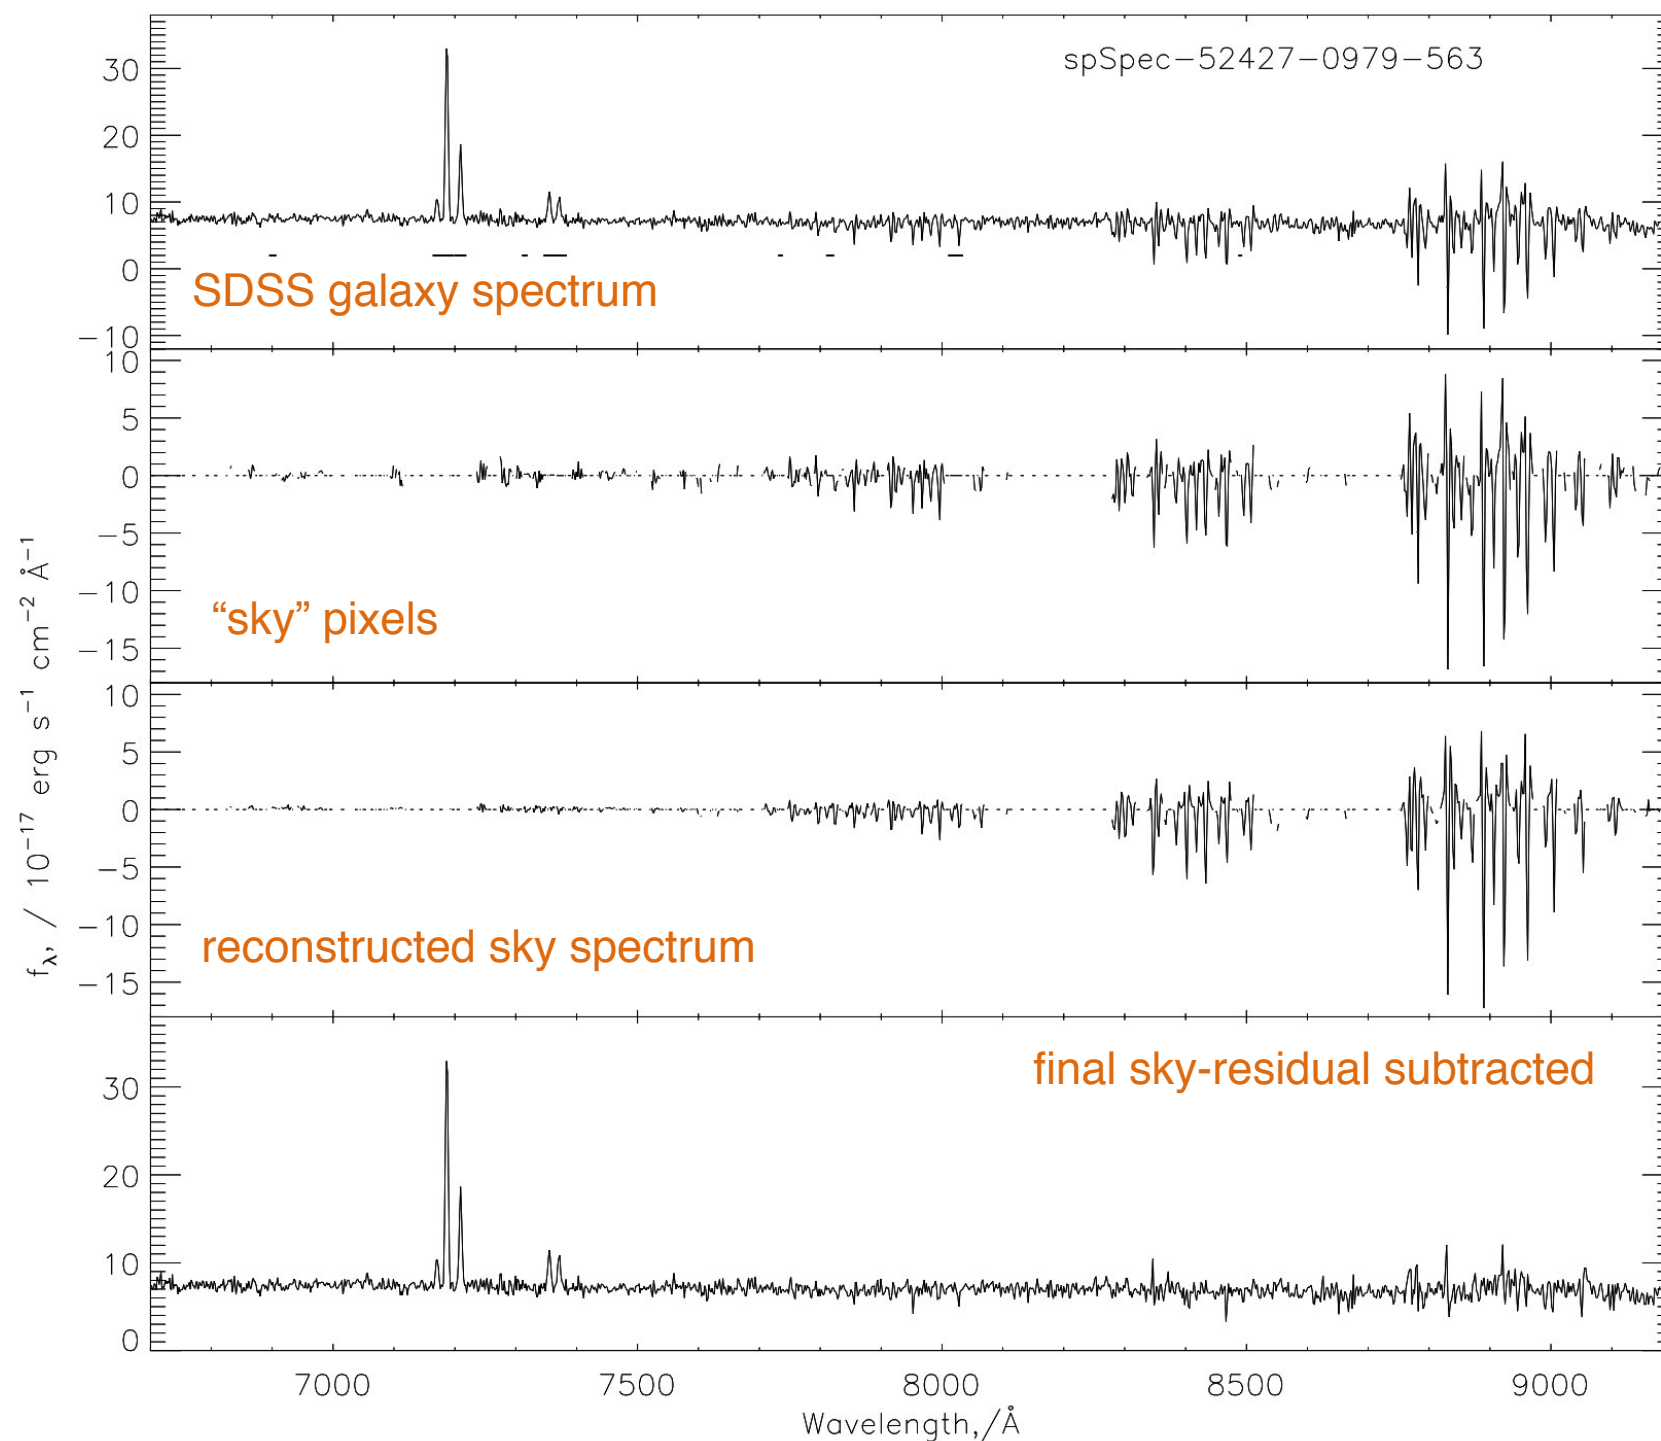 spSpec-52427-0979-563
30
20
10
0
-10
SDSS galaxy spectrum
10
5
0
-5
-10
-15
“sky” pixels
10
5
0
-5
-10
-15
reconstructed sky spectrum
final sky-residual subtracted
30
20
10
0
7000 7500 8000 8500 9000
Wavelength,/Å
f_λ, / 10⁻¹⁷ erg s⁻¹ cm⁻² Å⁻¹